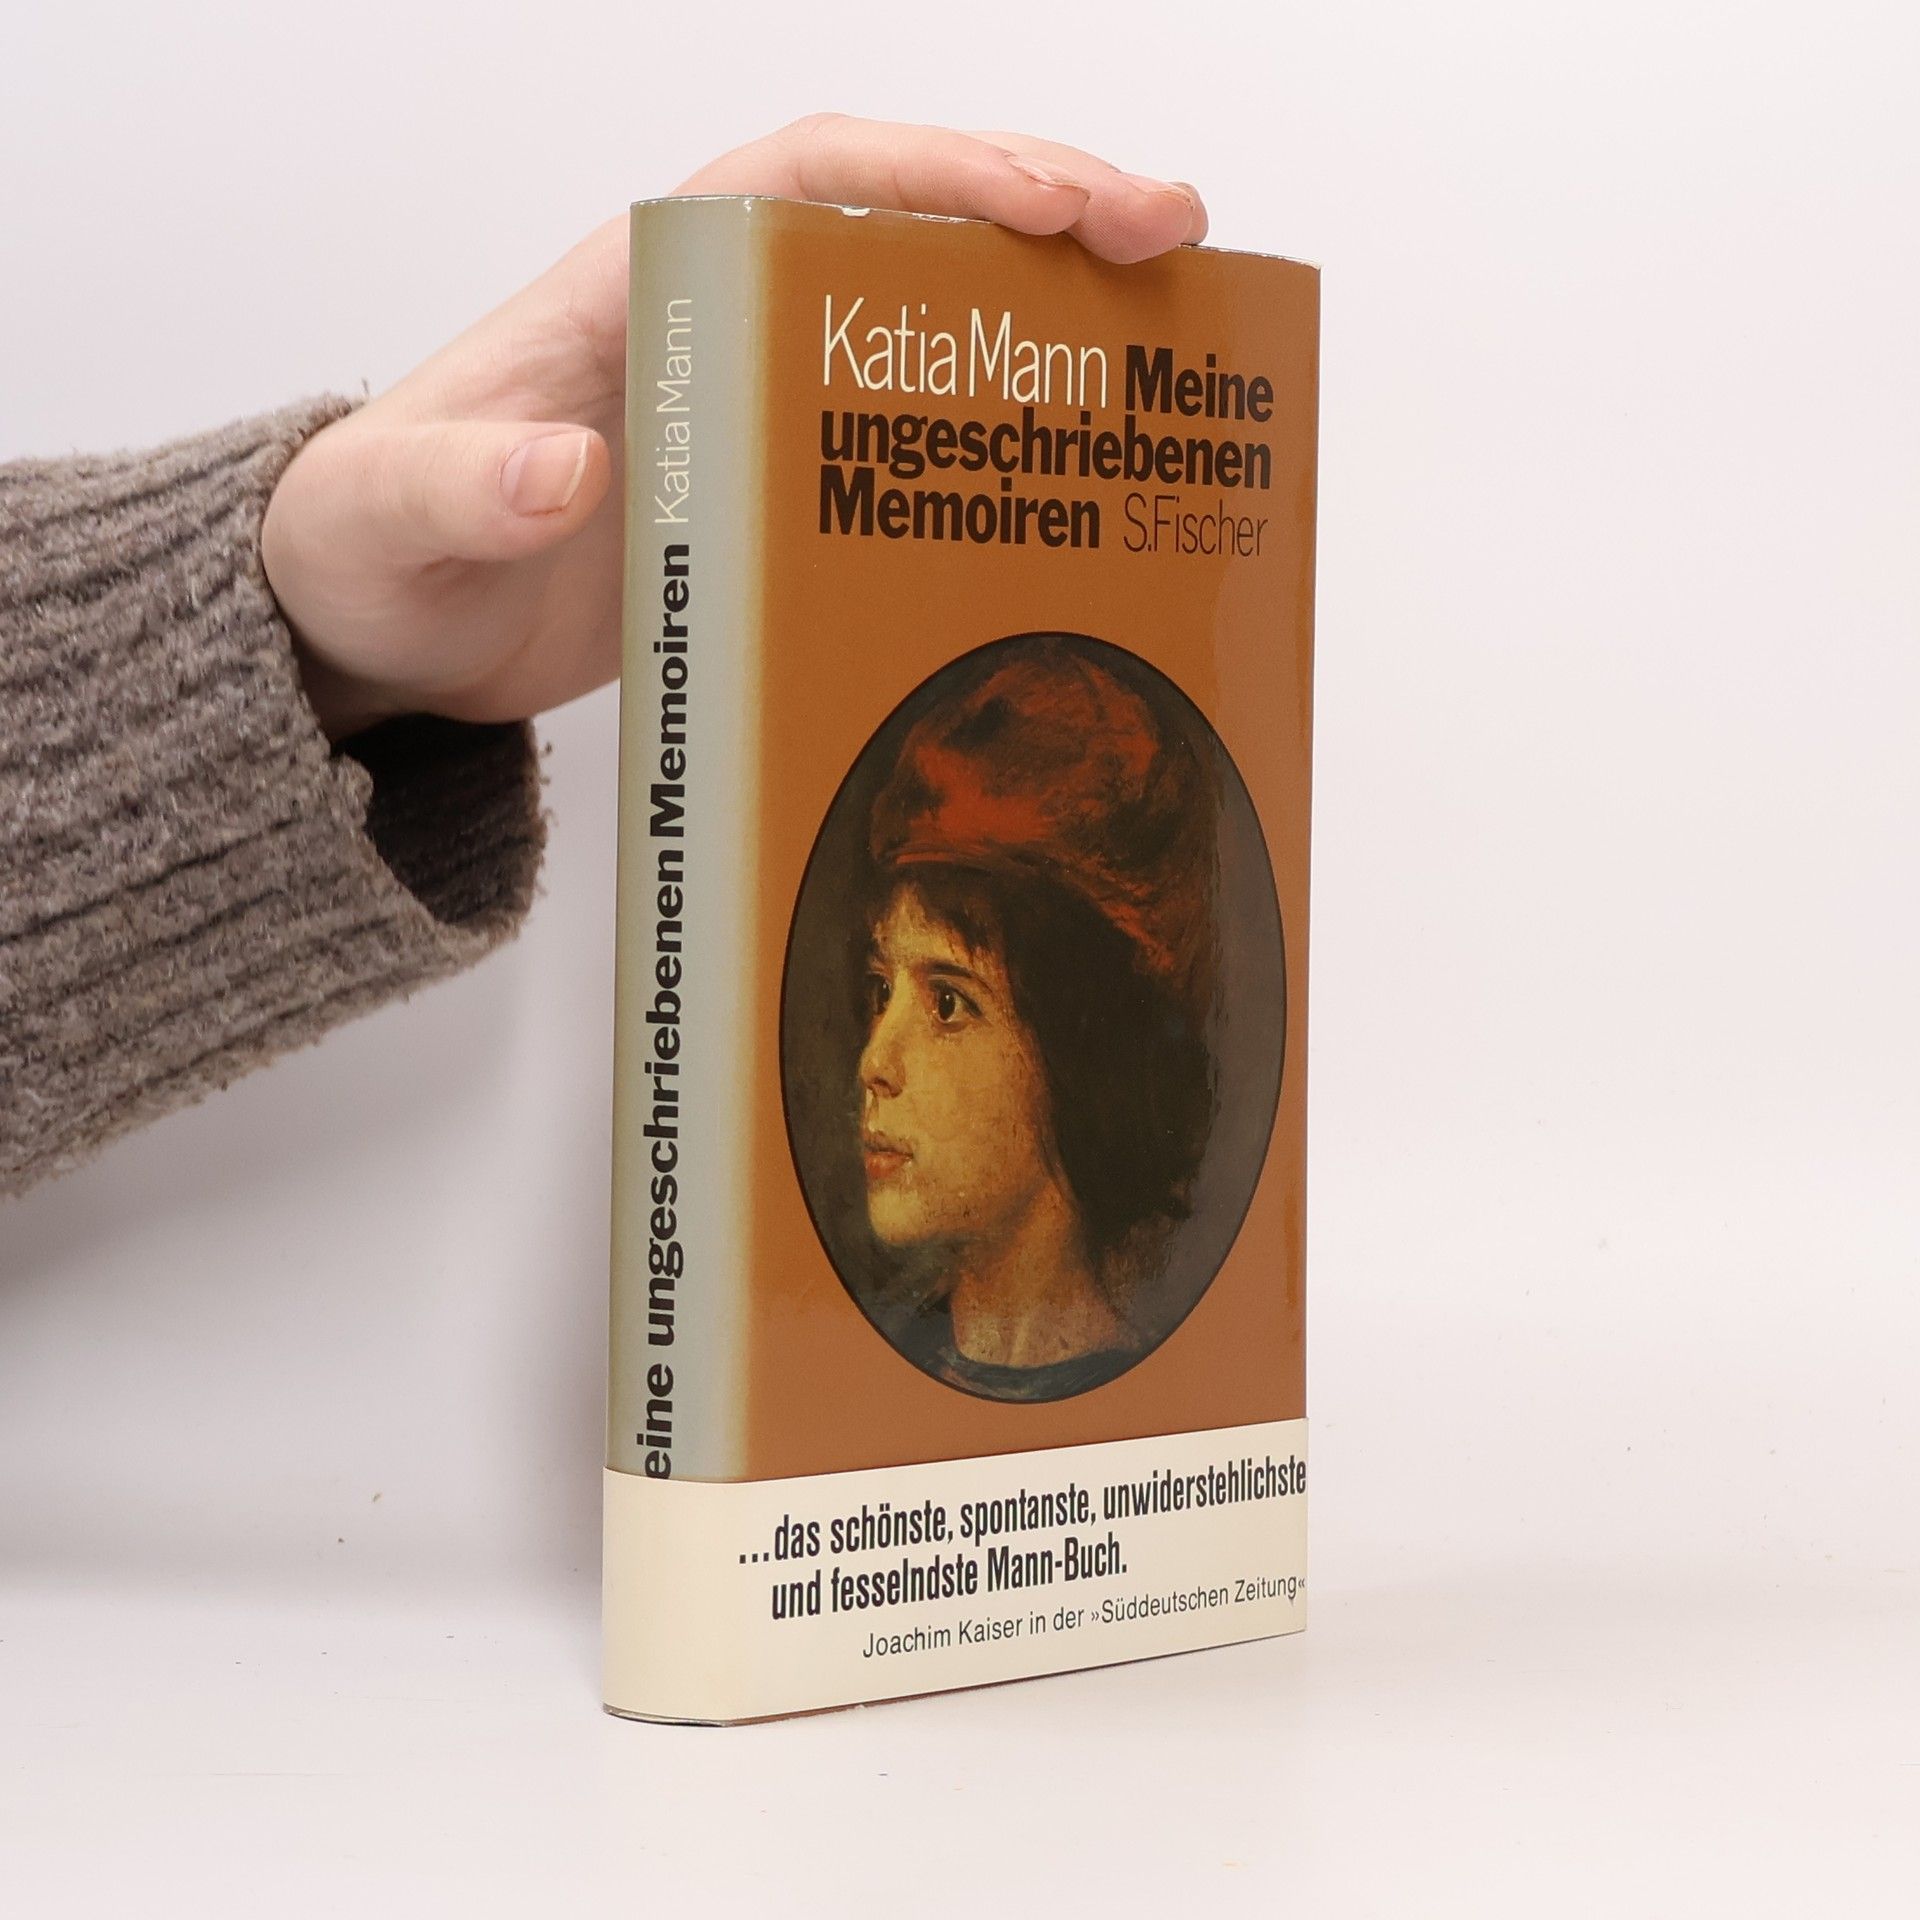 Katia Mann Meine
ungeschriebenen
Memoiren S.Fischer
eine ungeschriebenen Memoiren Katia Mann
...das schönste, spontanste, unwiderstehlichste
und fesselndste Mann-Buch.
Joachim Kaiser in der »Süddeutschen Zeitung«